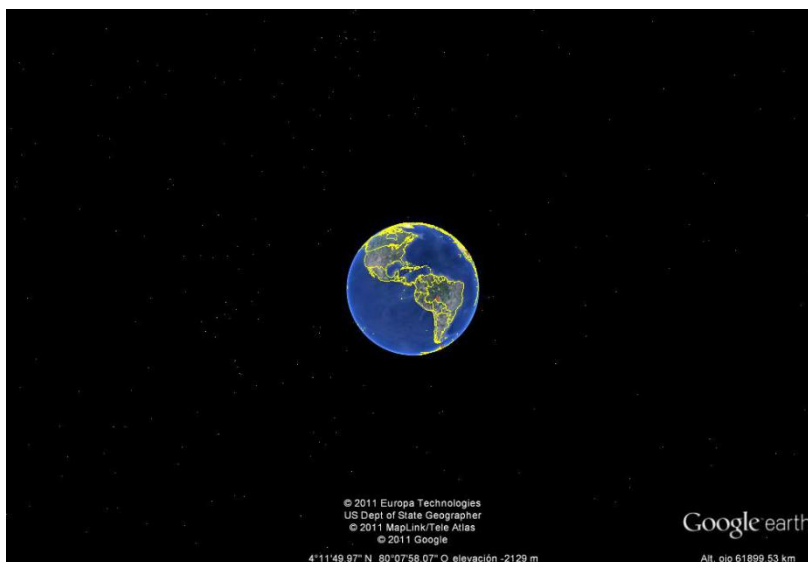 © 2011 Europa Technologies
US Dept of State Geographer
© 2011 MapLink/Tele Atlas
© 2011 Google
Google earth
4°11'49.97" N 80°07'58.07" O elevación -2129 m
Alt. ojo 61899.53 km